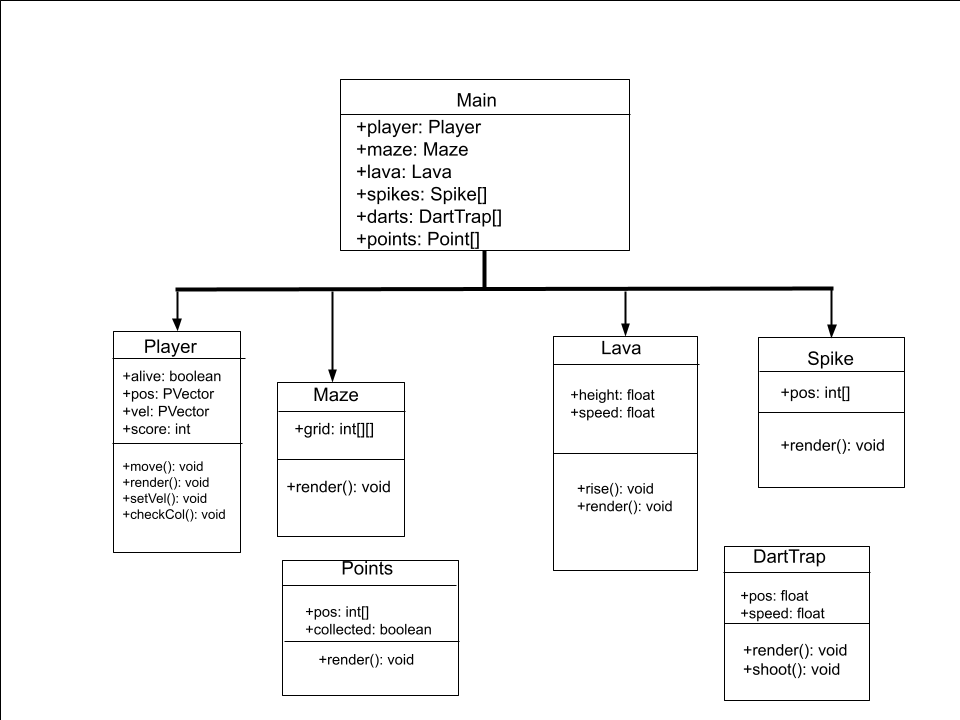 Main
+player: Player
+maze: Maze
+lava: Lava
+spikes: Spike[]
+darts: DartTrap[]
+points: Point[]
Player
+alive: boolean
+pos: PVector
+vel: PVector
+score: int
+move(): void
+render(): void
+setVel(): void
+checkCol(): void
Maze
+grid: int[][]
+render(): void
Lava
+height: float
+speed: float
+rise(): void
+render(): void
Spike
+pos: int[]
+render(): void
Points
+pos: int[]
+collected: boolean
+render(): void
DartTrap
+pos: float
+speed: float
+render(): void
+shoot(): void